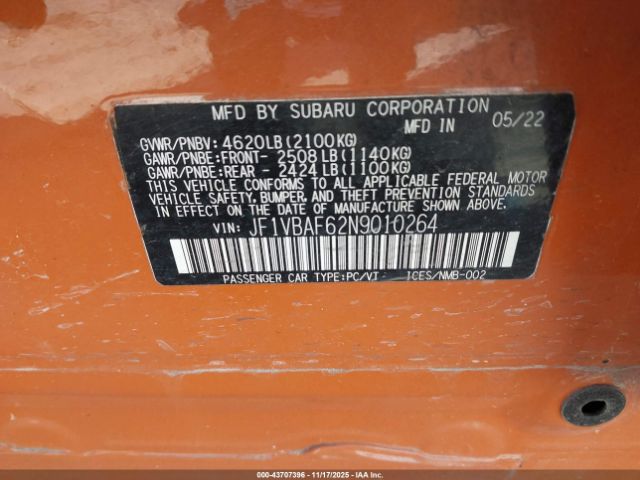 MFD BY SUBARU CORPORATION
MFD IN 05/22
GVWR/PNBV: 4620LB(2100KG)
GAWR/PNBE:FRONT- 2508LB(1140KG)
GAWR/PNBE:REAR - 2424LB(1100KG)
THIS VEHICLE CONFORMS TO ALL APPLICABLE FEDERAL MOTOR
VEHICLE SAFETY, BUMPER, AND THEFT PREVENTION STANDARDS
IN EFFECT ON THE DATE OF MANUFACTURE SHOWN ABOVE.
VIN: JF1VBAF62N9010264
PASSENGER CAR TYPE:PC/VT ICES/NMB-002
000-43707396 - 11/17/2025 - IAAI, Inc.